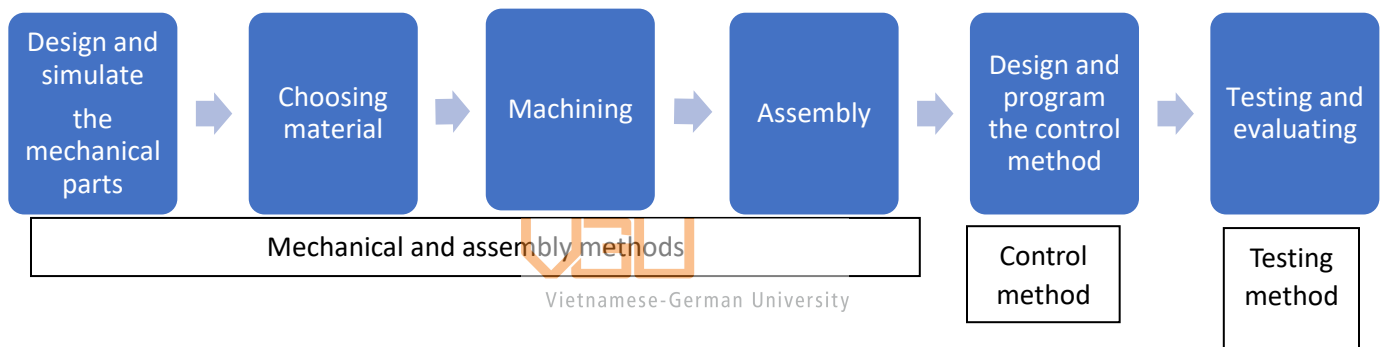 Design and
simulate
the
mechanical
parts
Choosing
material
Machining
Assembly
Design and
program
the control
method
Testing and
evaluating
Mechanical and assembly methods
Control
method
Testing
method
VGU
Vietnamese-German University